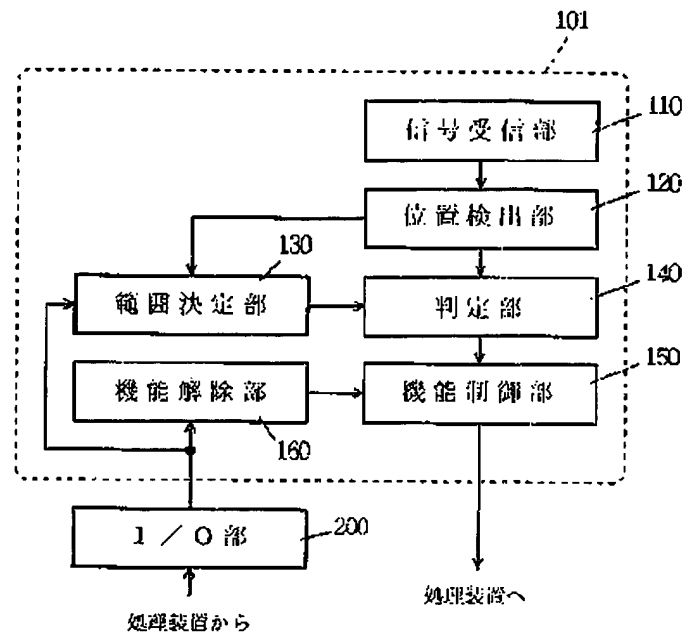 101
110
信号受信部
120
位置検出部
130
140
範囲決定部
判定部
150
機能解除部
機能制御部
160
I/O部
200
処理装置へ
処理装置から